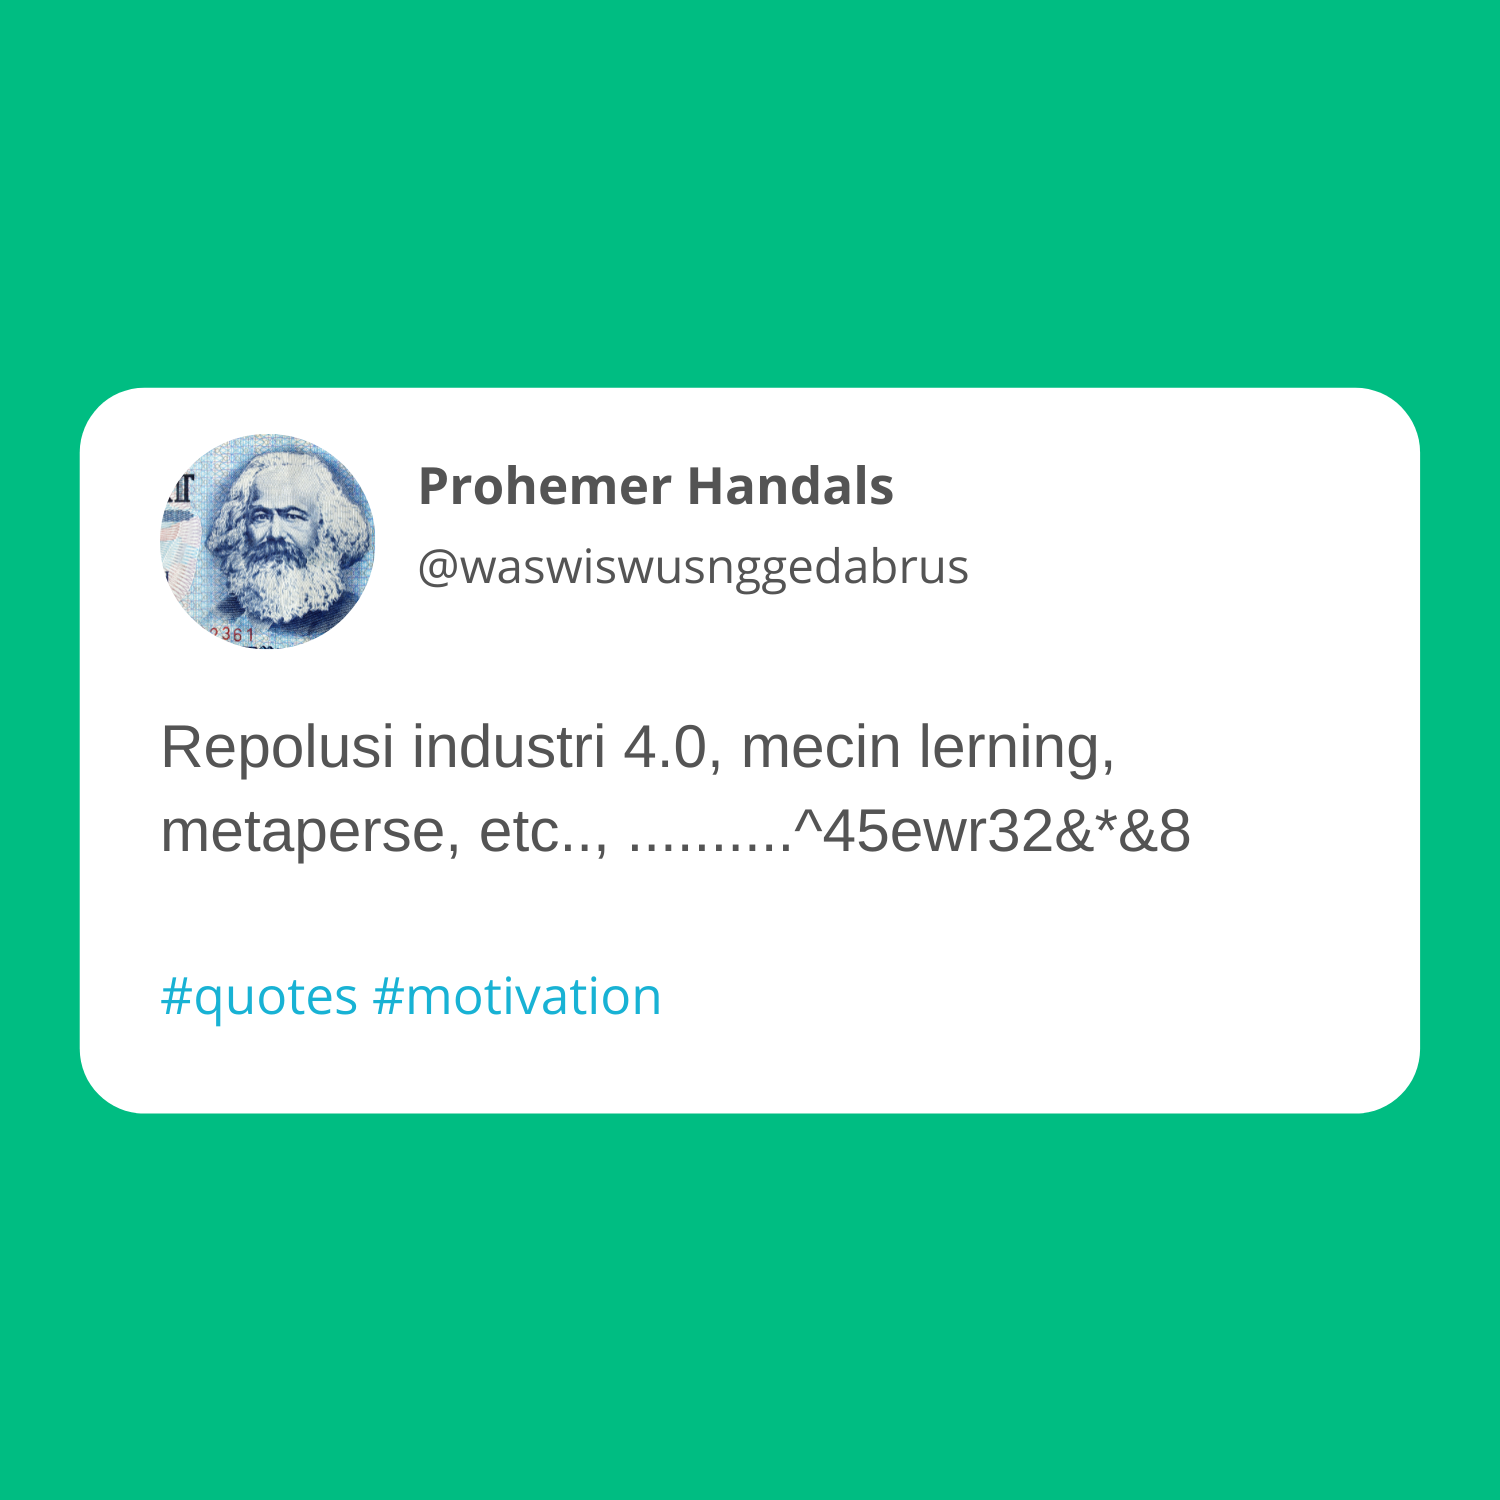 Prohemer Handals
@waswiswusnggedabrus
Repolusi industri 4.0, mecin lerning,
metaperse, etc.., ..........^45ewr32&*&8
#quotes #motivation